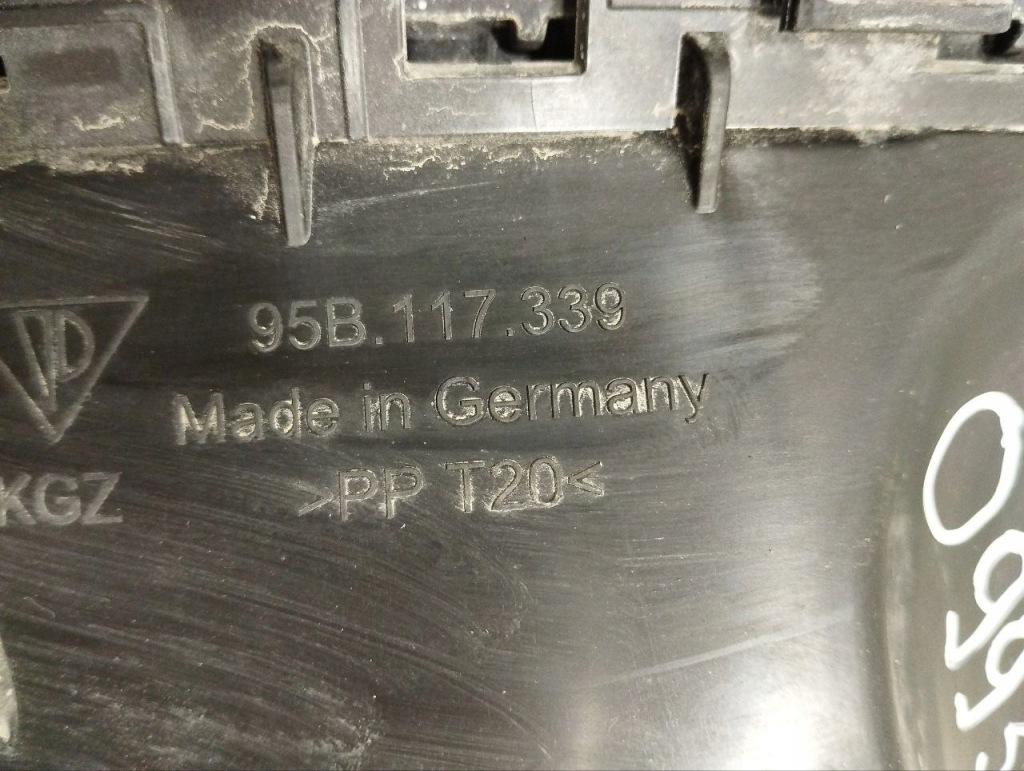 95B.117.339
Made in Germany
>PP T20<
KGZ